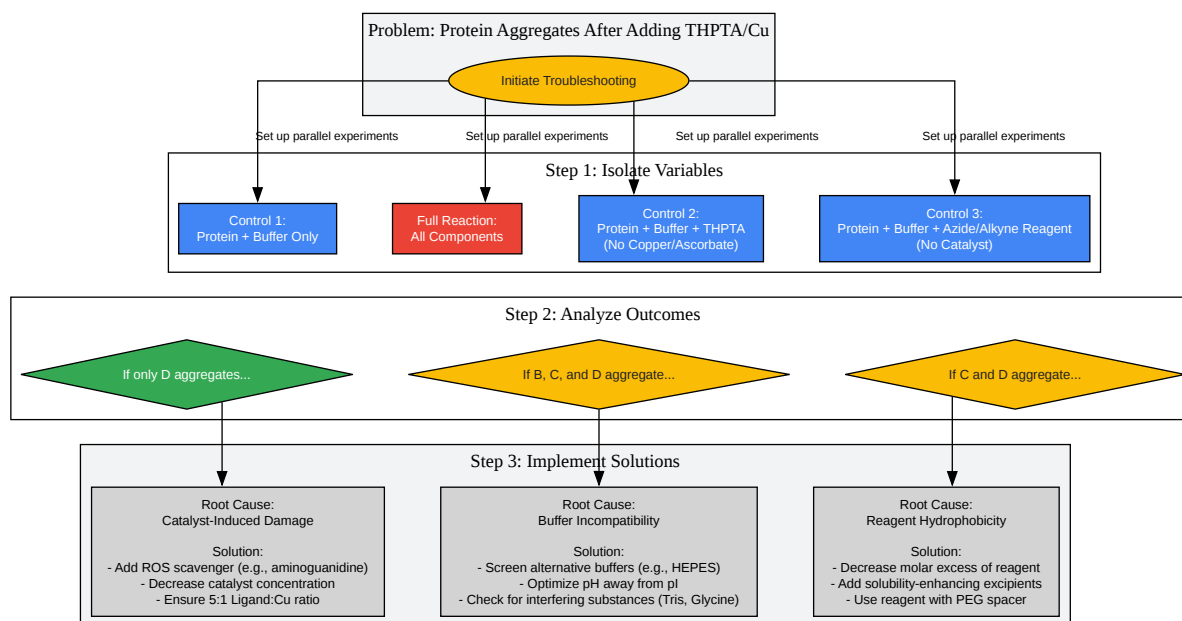 Problem: Protein Aggregates After Adding THPTA/Cu
Initiate Troubleshooting
Set up parallel experiments
Set up parallel experiments
Set up parallel experiments
Set up parallel experiments
Step 1: Isolate Variables
Control 1:
Protein + Buffer Only
Full Reaction:
All Components
Control 2:
Protein + Buffer + THPTA
(No Copper/Ascorbate)
Control 3:
Protein + Buffer + Azide/Alkyne Reagent
(No Catalyst)
Step 2: Analyze Outcomes
If only D aggregates...
If B, C, and D aggregate...
If C and D aggregate...
Step 3: Implement Solutions
Root Cause:
Catalyst-Induced Damage
Solution:
- Add ROS scavenger (e.g., aminoguanidine)
- Decrease catalyst concentration
- Ensure 5:1 Ligand:Cu ratio
Root Cause:
Buffer Incompatibility
Solution:
- Screen alternative buffers (e.g., HEPES)
- Optimize pH away from pI
- Check for interfering substances (Tris, Glycine)
Root Cause:
Reagent Hydrophobicity
Solution:
- Decrease molar excess of reagent
- Add solubility-enhancing excipients
- Use reagent with PEG spacer